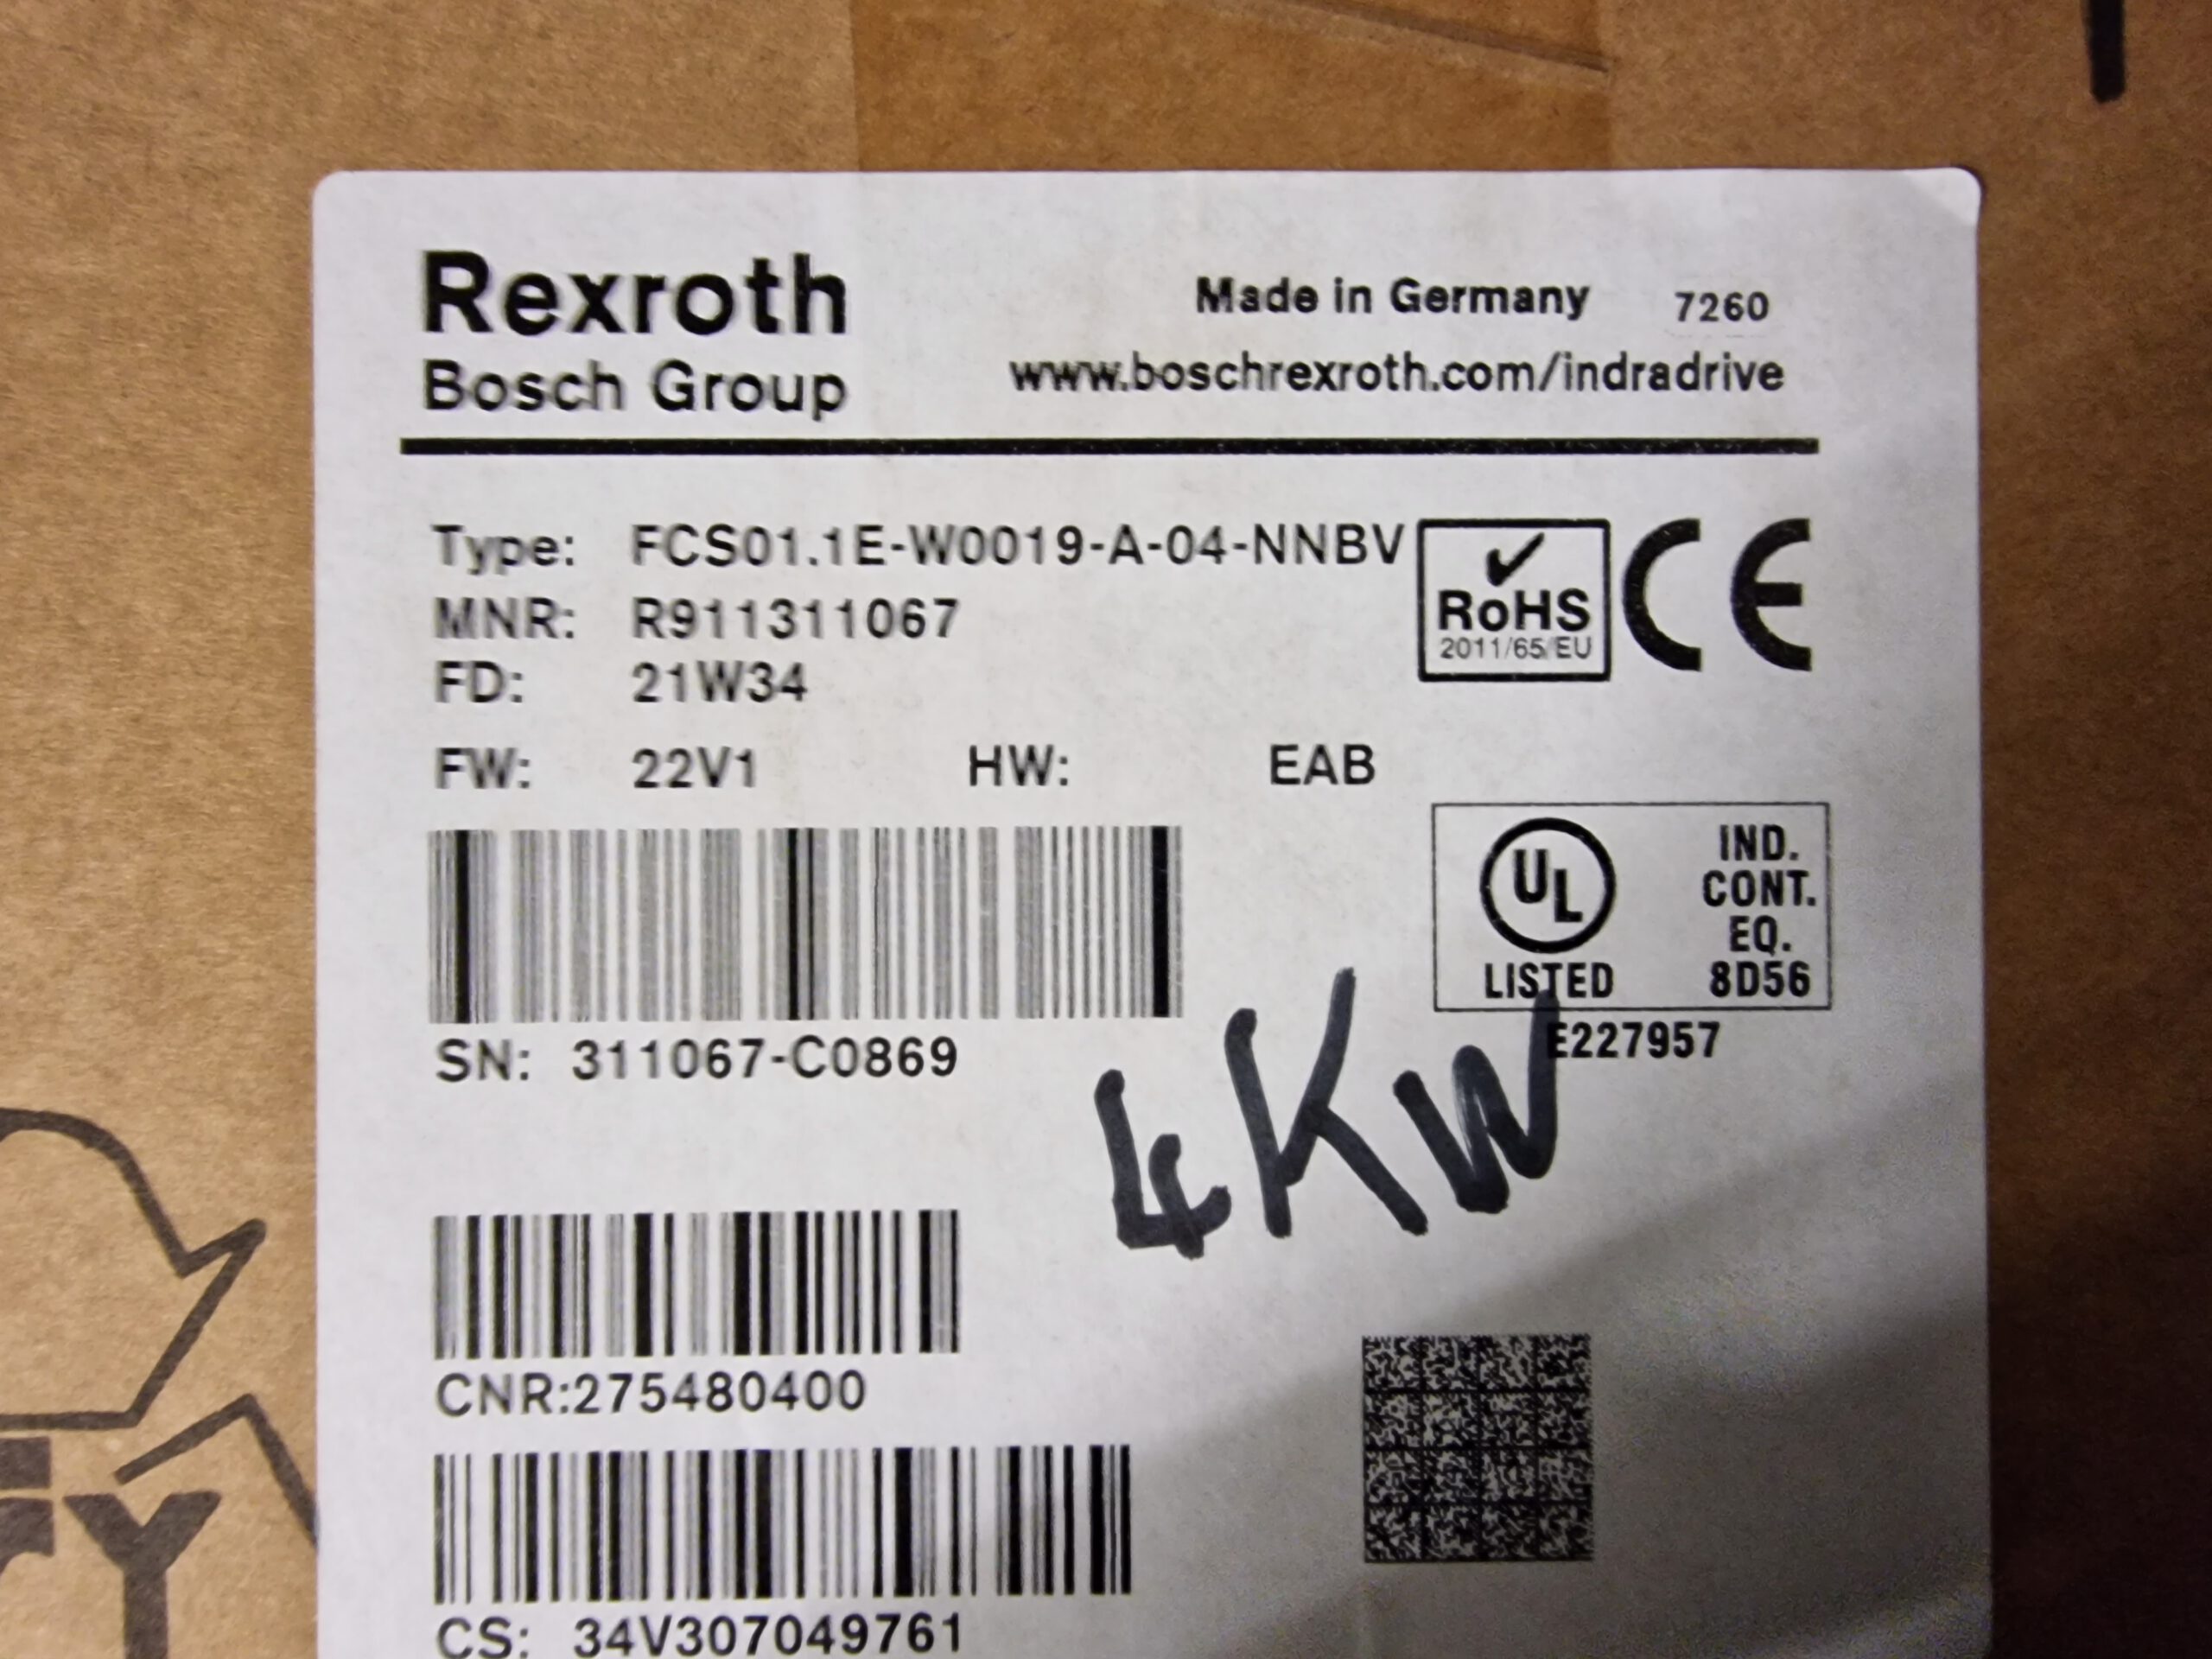 Rexroth
Bosch Group
Made in Germany 7260
www.boschrexroth.com/indradrive
Type: FCS01.1E-W0019-A-04-NNBV
MNR: R911311067
FD: 21W34
FW: 22V1 HW: EAB
RoHS
2011/65/EU
CE
UL
LISTED
IND.
CONT.
EQ.
8D56
E227957
SN: 311067-C0869
4KW
CNR:275480400
CS: 34V307049761